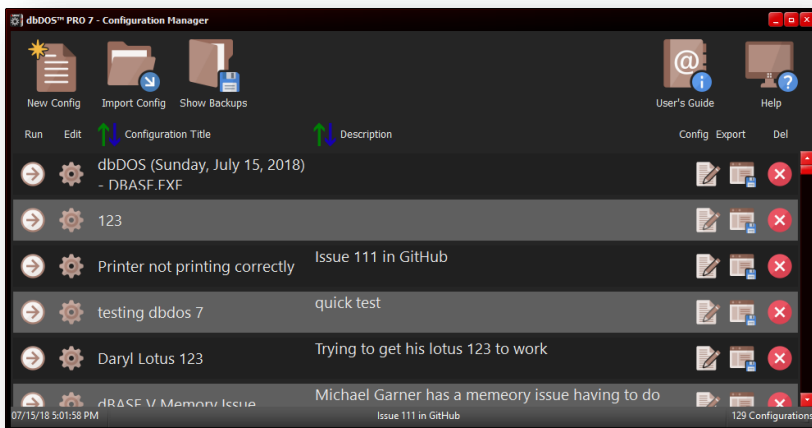 dbDOS™ PRO 7 - Configuration Manager
New Config Import Config Show Backups User's Guide Help
Run Edit Configuration Title Description Config Export Del
dbDOS (Sunday, July 15, 2018)
- DBASE.EXE
123
Printer not printing correctly Issue 111 in GitHub
testing dbdos 7 quick test
Daryl Lotus 123 Trying to get his lotus 123 to work
dBASE V Memory Issue Michael Garner has a memeory issue having to do
07/15/18 5:01:58 PM Issue 111 in GitHub 129 Configurations